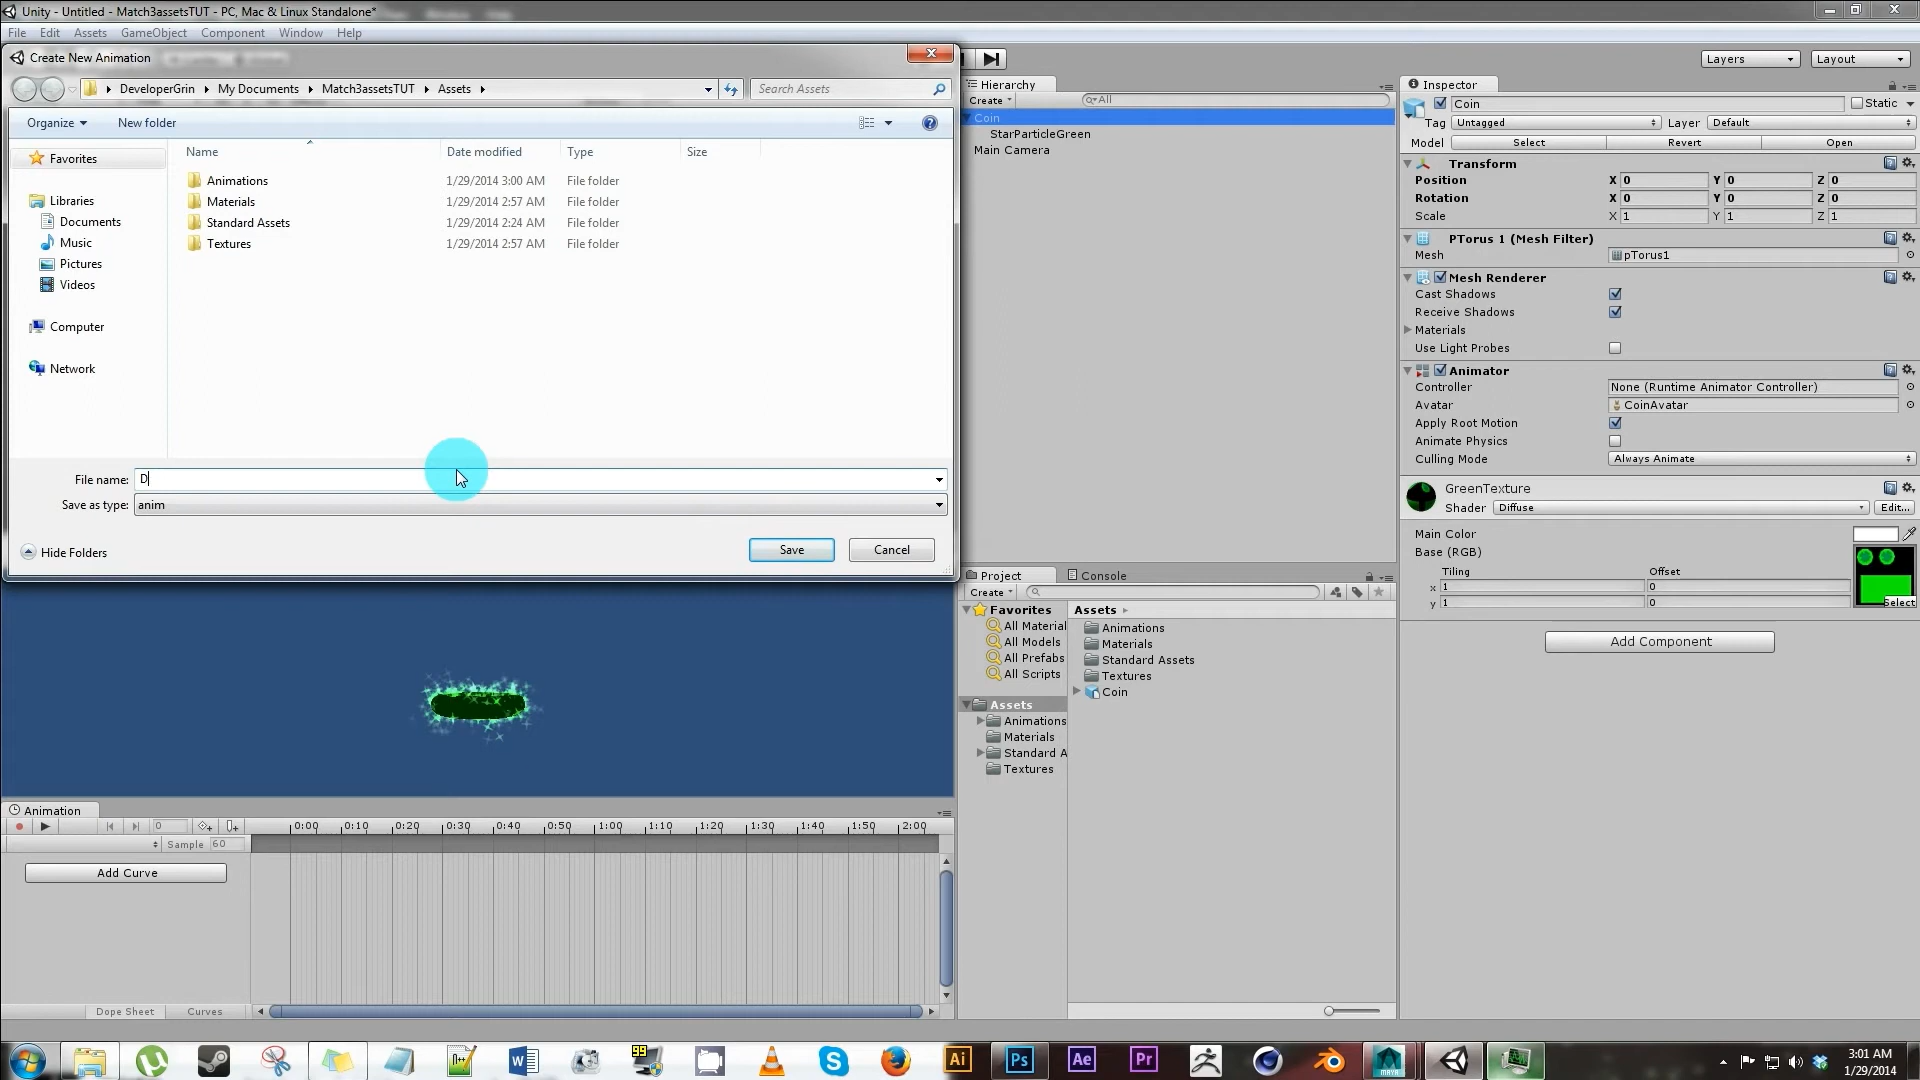 Unity - Untitled - Match3assetsTUT - PC, Mac & Linux Standalone*
File Edit Assets GameObject Component Window Help
Create New Animation
DeveloperGrin My Documents Match3assetsTUT Assets
Search Assets
Organize New folder
Name Date modified Type Size
Favorites
Libraries
Documents
Music
Pictures
Videos
Computer
Network
Animations 1/29/2014 3:00 AM File folder
Materials 1/29/2014 2:57 AM File folder
Standard Assets 1/29/2014 2:24 AM File folder
Textures 1/29/2014 2:57 AM File folder
File name: D
Save as type: anim
Hide Folders
Save Cancel
Layers Layout
Hierarchy
Create All
Coin
StarParticleGreen
Main Camera
Inspector
Coin Static
Tag Untagged Layer Default
Model Select Revert Open
Transform
Position X 0 Y 0 Z 0
Rotation X 0 Y 0 Z 0
Scale X 1 Y 1 Z 1
PTorus 1 (Mesh Filter)
Mesh pTorus1
Mesh Renderer
Cast Shadows
Receive Shadows
Materials
Use Light Probes
Animator
Controller None (Runtime Animator Controller)
Avatar CoinAvatar
Apply Root Motion
Animate Physics
Culling Mode Always Animate
GreenTexture
Shader Diffuse Edit...
Main Color
Base (RGB)
Tiling Offset
x 1 0
y 1 0
Select
Add Component
Project Console
Create
Favorites
All Material
All Models
All Prefabs
All Scripts
Assets
Animations
Materials
Standard A
Textures
Assets
Animations
Materials
Standard Assets
Textures
Coin
Animation
0 0:00 0:10 0:20 0:30 0:40 0:50 1:00 1:10 1:20 1:30 1:40 1:50 2:00
Sample 60
Add Curve
Dope Sheet Curves
99
W S Ai Ps Ae Pr
MAYA
3:01 AM
1/29/2014